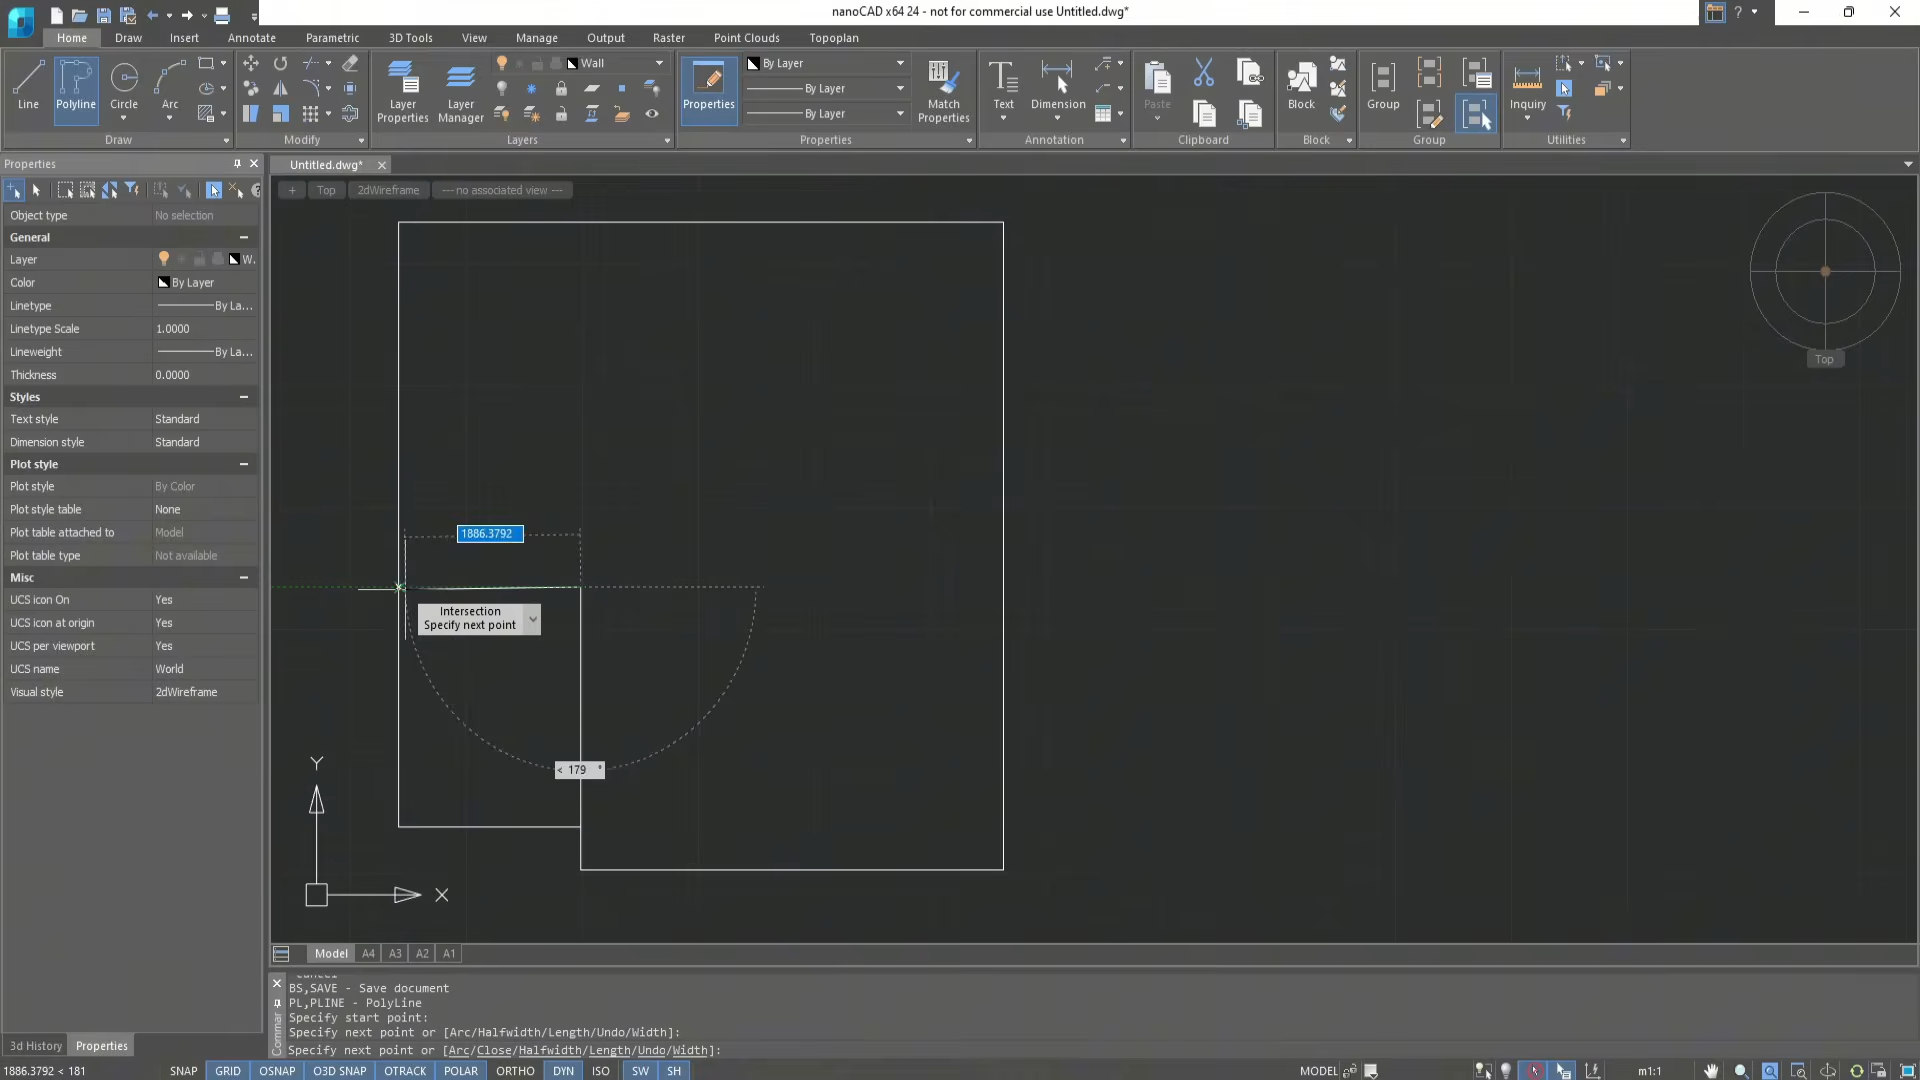 nanoCAD x64 24 - not for commercial use Untitled.dwg*
?
Home Draw Insert Annotate Parametric 3D Tools View Manage Output Raster Point Clouds Topoplan
Line Polyline Circle Arc
Draw
Modify
Layer Properties
Layer Manager
Wall
Layers
Properties
By Layer
By Layer
By Layer
Match Properties
Properties
Text
Dimension
Annotation
Paste
Clipboard
Block
Block
Group
Group
Inquiry
Utilities
Properties
Untitled.dwg*
+ Top 2dWireframe --- no associated view ---
Object type No selection
General
Layer W.
Color By Layer
Linetype By La...
Linetype Scale 1.0000
Lineweight By La...
Thickness 0.0000
Styles
Text style Standard
Dimension style Standard
Plot style
Plot style By Color
Plot style table None
Plot table attached to Model
Plot table type Not available
Misc
UCS icon On Yes
UCS icon at origin Yes
UCS per viewport Yes
UCS name World
Visual style 2dWireframe
Top
1886.3792
Intersection
Specify next point
< 179 °
Y
X
Model A4 A3 A2 A1
BS,SAVE - Save document
PL,PLINE - PolyLine
Specify start point:
Specify next point or [Arc/Halfwidth/Length/Undo/Width]:
Specify next point or [Arc/Close/Halfwidth/Length/Undo/Width]:
3d History Properties
1886.3792 < 181 SNAP GRID OSNAP O3D SNAP OTRACK POLAR ORTHO DYN ISO SW SH MODEL m1:1